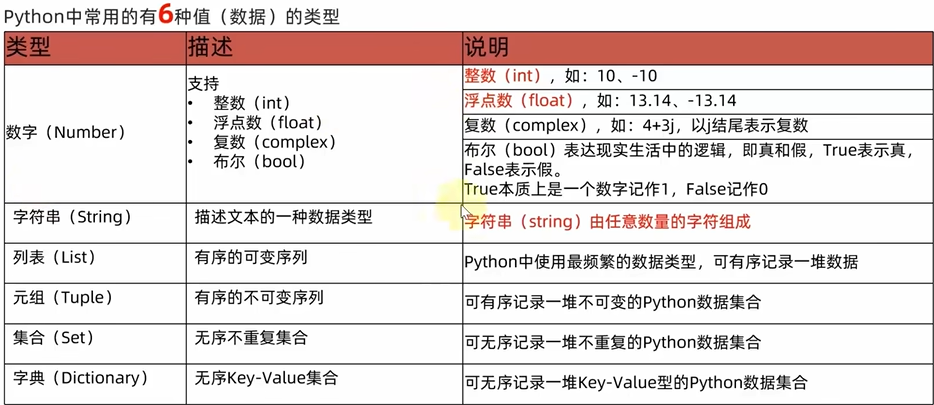 Python中常用的有6种值（数据）的类型
类型 描述 说明
数字（Number）
支持
• 整数（int）
• 浮点数（float）
• 复数（complex）
• 布尔（bool）
整数（int），如：10、-10
浮点数（float），如：13.14、-13.14
复数（complex），如：4+3j，以j结尾表示复数
布尔（bool）表达现实生活中的逻辑，即真和假，True表示真，
False表示假。
True本质上是一个数字记作1，False记作0
字符串（String） 描述文本的一种数据类型 字符串（string）由任意数量的字符组成
列表（List） 有序的可变序列 Python中使用最频繁的数据类型，可有序记录一堆数据
元组（Tuple） 有序的不可变序列 可有序记录一堆不可变的Python数据集合
集合（Set） 无序不重复集合 可无序记录一堆不重复的Python数据集合
字典（Dictionary） 无序Key-Value集合 可无序记录一堆Key-Value型的Python数据集合